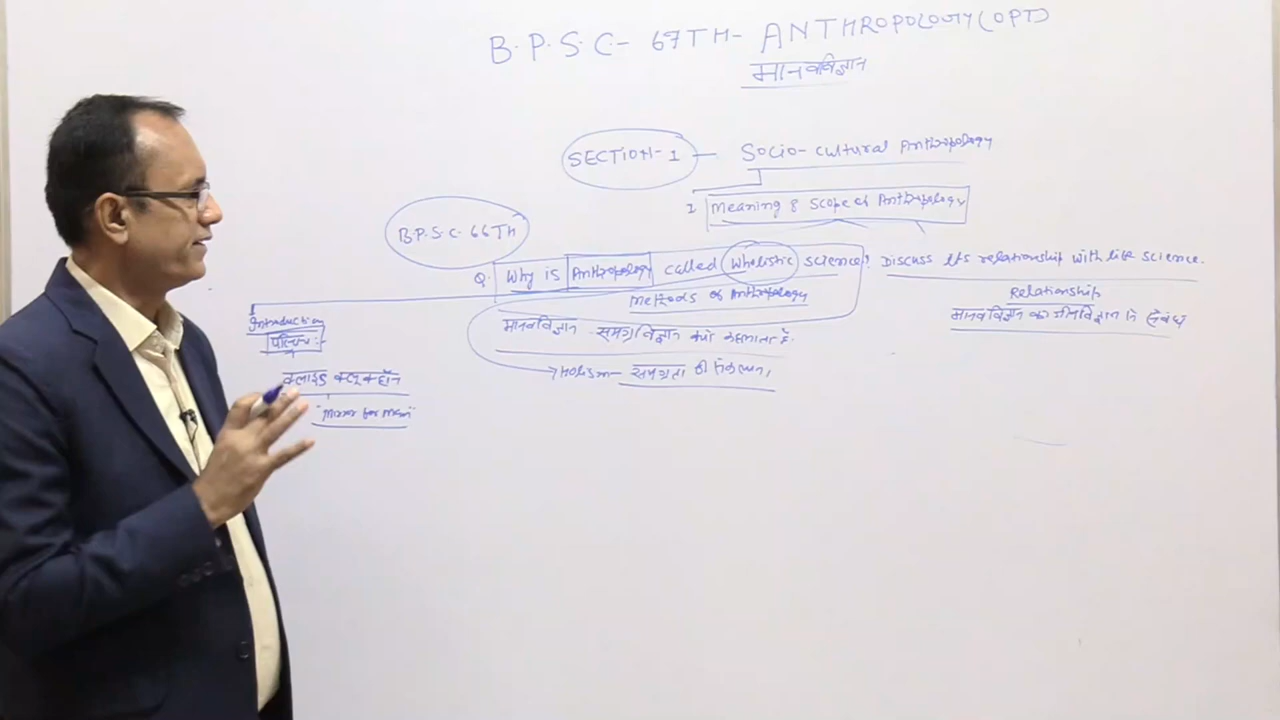 B.P.S.C- 67TH- ANTHROPOLOGY(OPT)
मानवविज्ञान
SECTION-1 — Socio-cultural Anthropology
I Meaning & Scope of Anthropology
B.P.S.C. 66TH
Q. Why is Anthropology called Wholistic science? Discuss its relationship with life science.
Methods of Anthropology
Relationship
मानवविज्ञान समग्रविज्ञान क्यों कहलाता है.
मानवविज्ञान का जीवविज्ञान से संबंध
Introduction
परिचय:-
Holism- समग्रता की संकल्पना,
क्लाइड क्लूकहॉन
"Mirror for Man"